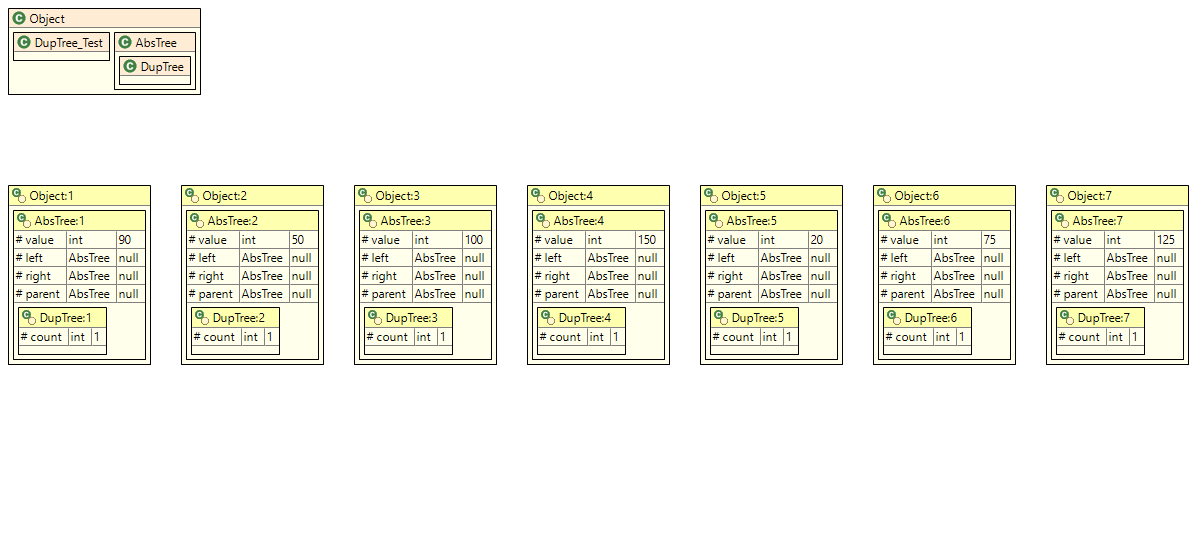 Object
DupTree_Test AbsTree
DupTree
Object:1 Object:2 Object:3 Object:4 Object:5 Object:6 Object:7
AbsTree:1 AbsTree:2 AbsTree:3 AbsTree:4 AbsTree:5 AbsTree:6 AbsTree:7
# value int 90 # value int 50 # value int 100 # value int 150 # value int 20 # value int 75 # value int 125
# left AbsTree null # left AbsTree null # left AbsTree null # left AbsTree null # left AbsTree null # left AbsTree null # left AbsTree null
# right AbsTree null # right AbsTree null # right AbsTree null # right AbsTree null # right AbsTree null # right AbsTree null # right AbsTree null
# parent AbsTree null # parent AbsTree null # parent AbsTree null # parent AbsTree null # parent AbsTree null # parent AbsTree null # parent AbsTree null
DupTree:1 DupTree:2 DupTree:3 DupTree:4 DupTree:5 DupTree:6 DupTree:7
# count int 1 # count int 1 # count int 1 # count int 1 # count int 1 # count int 1 # count int 1